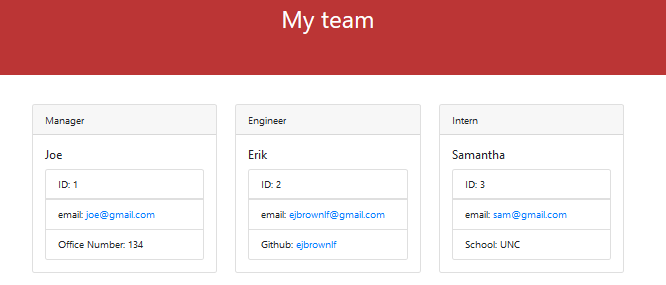 My team
Manager
Joe
ID: 1
email: joe@gmail.com
Office Number: 134
Engineer
Erik
ID: 2
email: ejbrownlf@gmail.com
Github: ejbrownlf
Intern
Samantha
ID: 3
email: sam@gmail.com
School: UNC